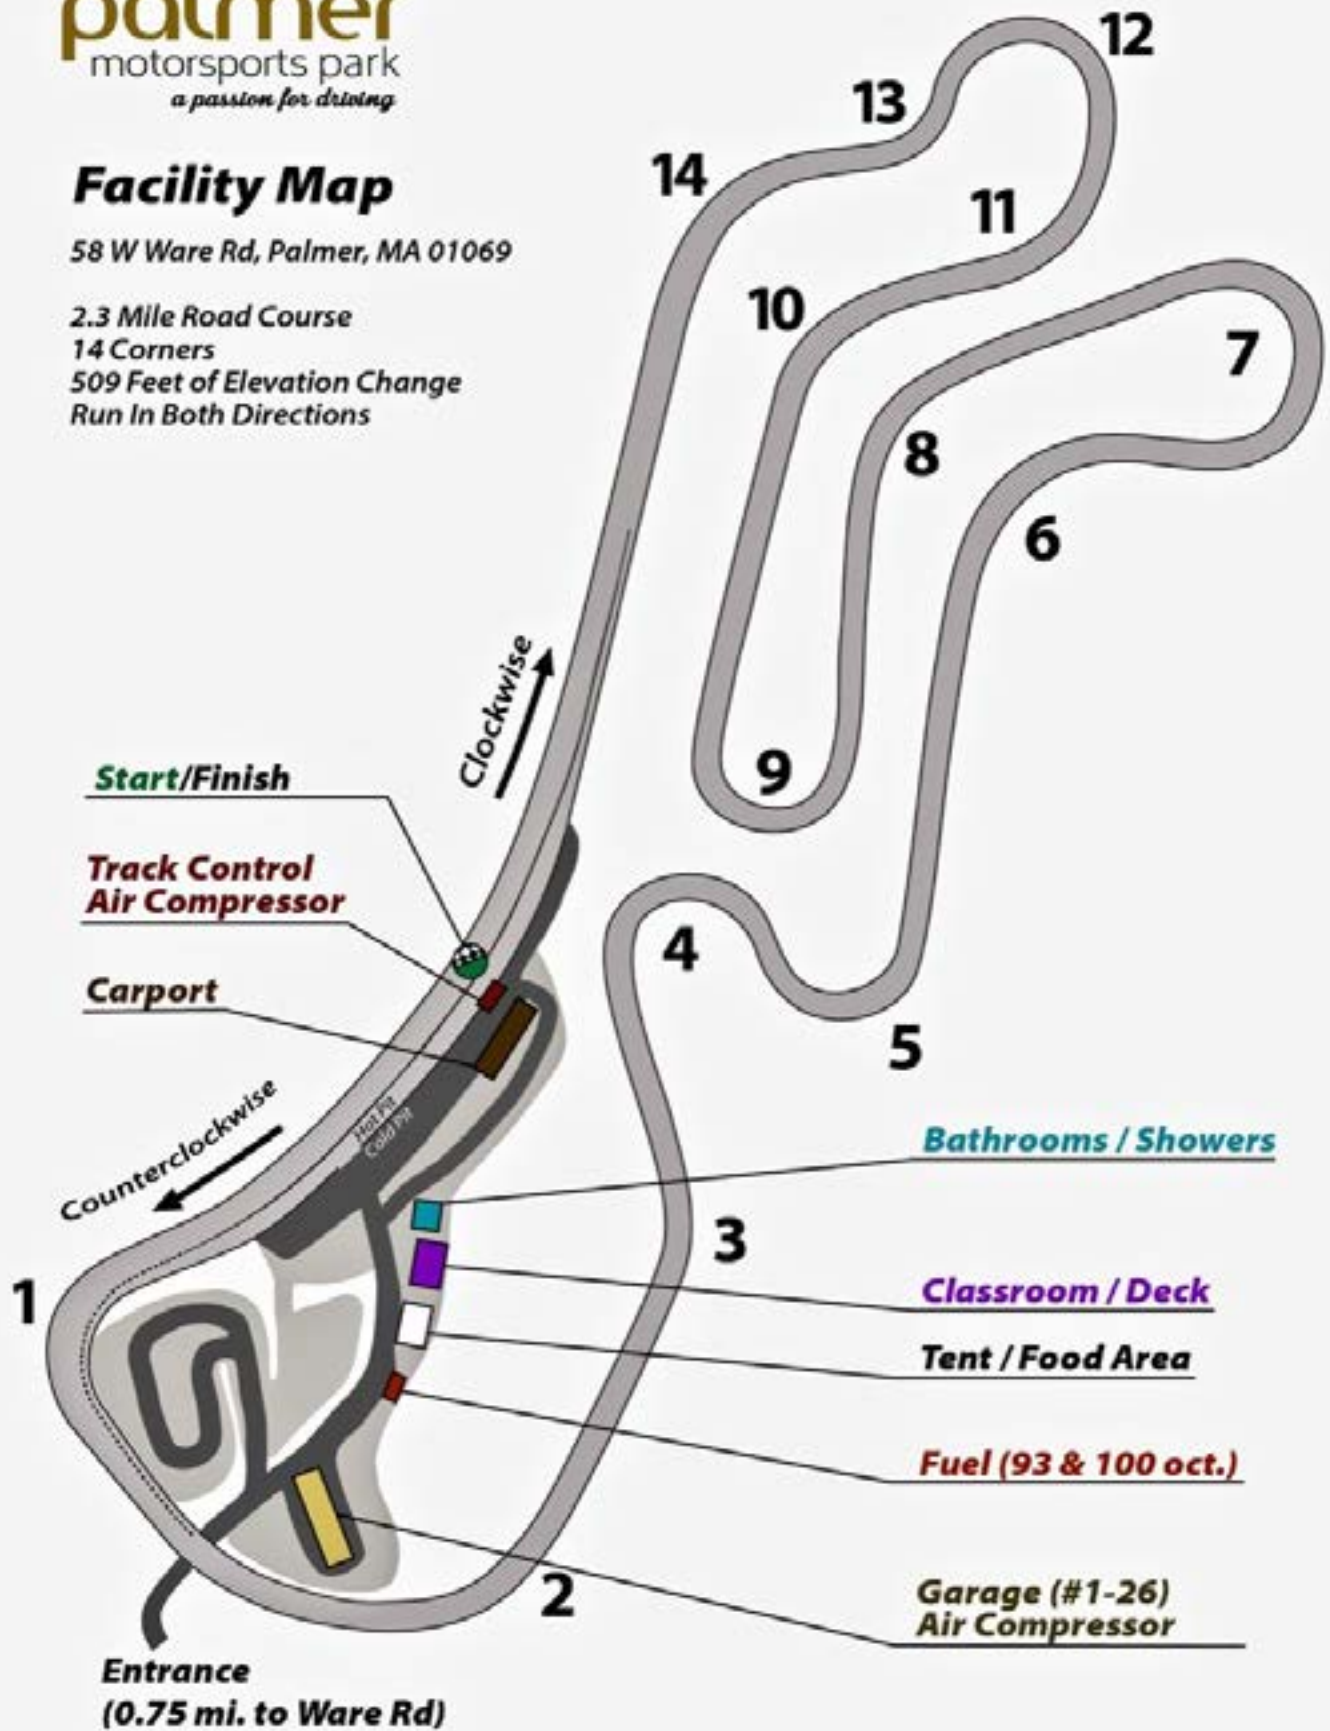 palmer
motorsports park
a passion for driving
Facility Map
58 W Ware Rd, Palmer, MA 01069
2.3 Mile Road Course
14 Corners
509 Feet of Elevation Change
Run In Both Directions
12
13
14
11
10
7
8
6
Clockwise
9
Start/Finish
Track Control
Air Compressor
4
Carport
5
Hot Pit
Cold Pit
Counterclockwise
Bathrooms / Showers
3
1
Classroom / Deck
Tent / Food Area
Fuel (93 & 100 oct.)
2
Garage (#1-26)
Air Compressor
Entrance
(0.75 mi. to Ware Rd)